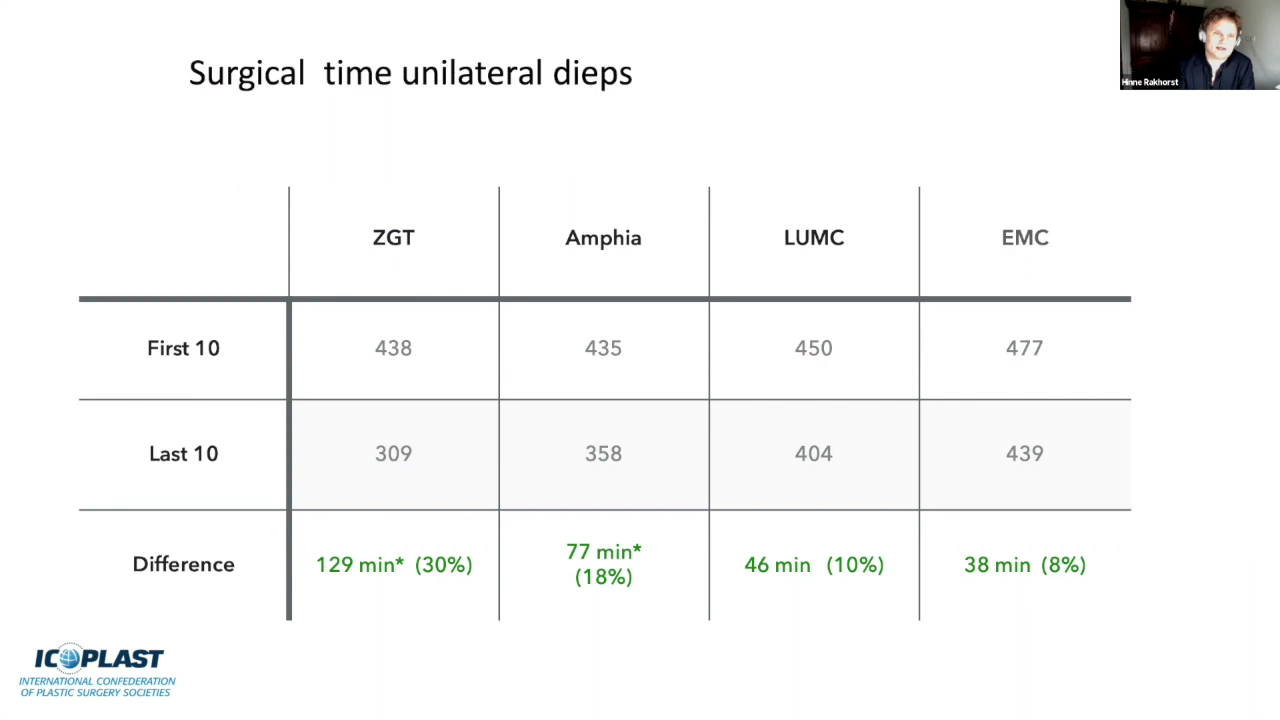 Surgical time unilateral dieps
Hinne Rakhorst
ZGT Amphia LUMC EMC
First 10 438 435 450 477
Last 10 309 358 404 439
Difference 129 min* (30%) 77 min* (18%) 46 min (10%) 38 min (8%)
ICOPLAST
INTERNATIONAL CONFEDERATION
OF PLASTIC SURGERY SOCIETIES